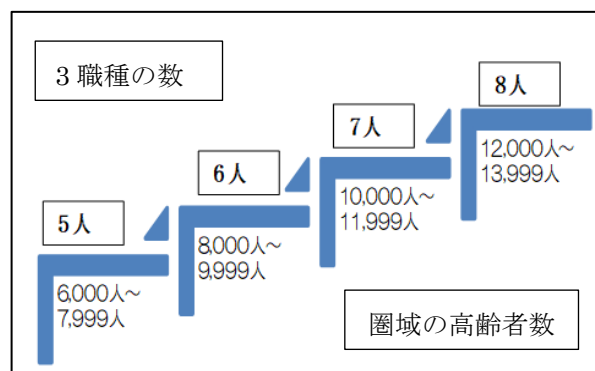 3職種の数
8人
12,000人～
13,999人
7人
10,000人～
11,999人
6人
8,000人～
9,999人
5人
6,000人～
7,999人
圏域の高齢者数